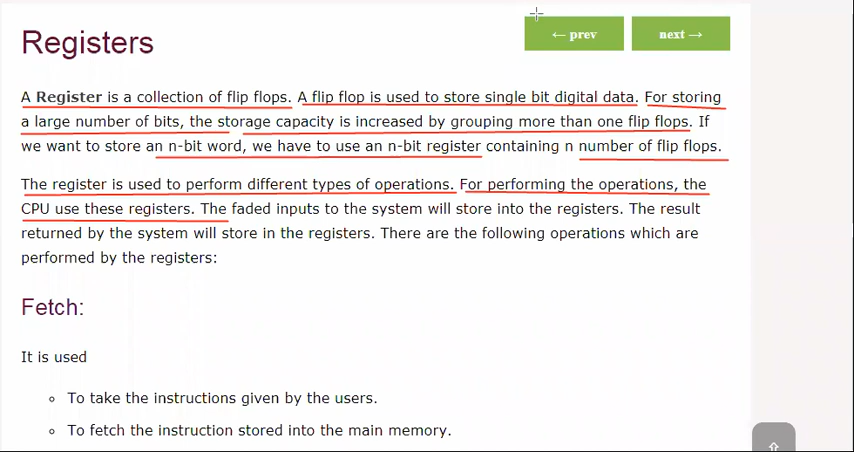 ← prev
next →
Registers
A Register is a collection of flip flops. A flip flop is used to store single bit digital data. For storing
a large number of bits, the storage capacity is increased by grouping more than one flip flops. If
we want to store an n-bit word, we have to use an n-bit register containing n number of flip flops.
The register is used to perform different types of operations. For performing the operations, the
CPU use these registers. The faded inputs to the system will store into the registers. The result
returned by the system will store in the registers. There are the following operations which are
performed by the registers:
Fetch:
It is used
To take the instructions given by the users.
To fetch the instruction stored into the main memory.